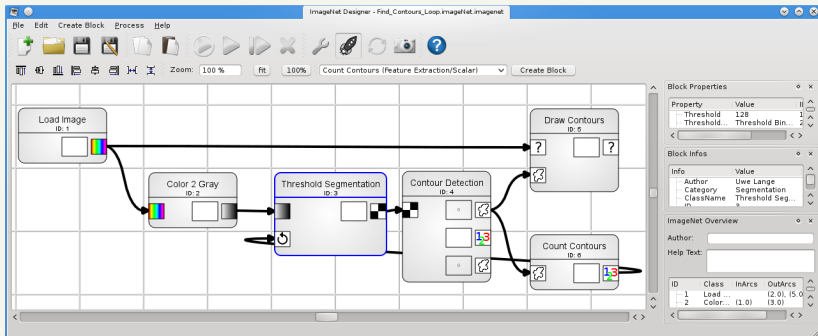 ImageNet Designer - Find_Contours_Loop.imageNet.imagenet
File Edit Create Block Process Help
Zoom: 100 % fit 100% Count Contours (Feature Extraction/Scalar) Create Block
Load Image
ID: 1
Color 2 Gray
ID: 2
Threshold Segmentation
ID: 3
Contour Detection
ID: 4
123
Draw Contours
ID: 5
? ?
Count Contours
ID: 6
123
Block Properties
Property Value
Threshold 128
Threshold... Threshold Bin...
Block Infos
Info Value
Author Uwe Lange
Category Segmentation
ClassName Threshold Seg...
ImageNet Overview
Author:
Help Text:
ID Class InArcs OutArcs
1 Load ... (2.0), (5.0
2 Color... (1.0) (3.0)